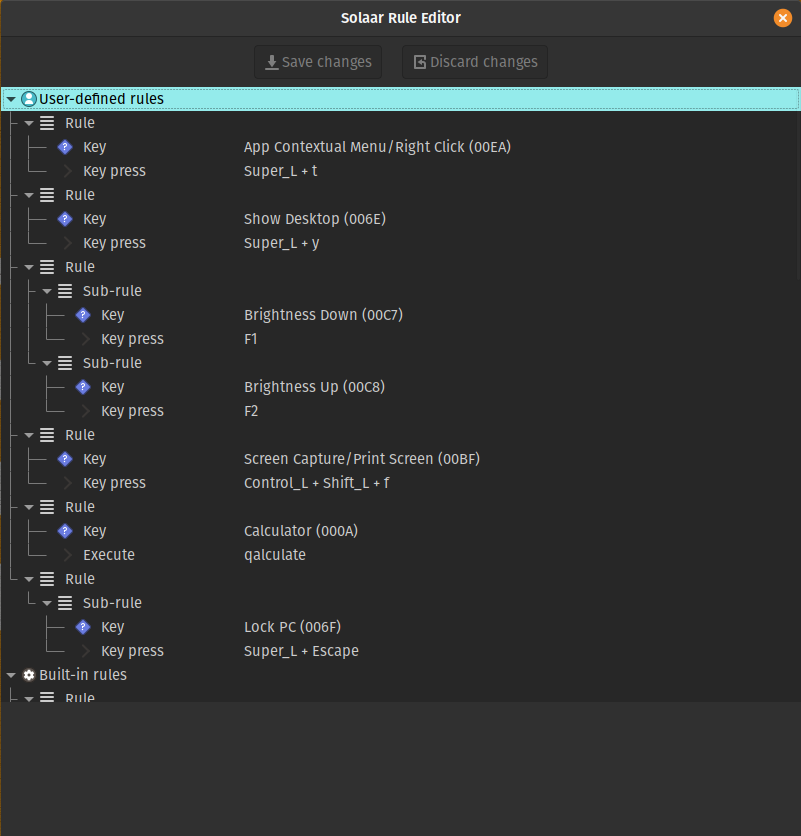 Solaar Rule Editor
Save changes Discard changes
User-defined rules
Rule
Key App Contextual Menu/Right Click (00EA)
Key press Super_L + t
Rule
Key Show Desktop (006E)
Key press Super_L + y
Rule
Sub-rule
Key Brightness Down (00C7)
Key press F1
Sub-rule
Key Brightness Up (00C8)
Key press F2
Rule
Key Screen Capture/Print Screen (00BF)
Key press Control_L + Shift_L + f
Rule
Key Calculator (000A)
Execute qalculate
Rule
Sub-rule
Key Lock PC (006F)
Key press Super_L + Escape
Built-in rules
Rule